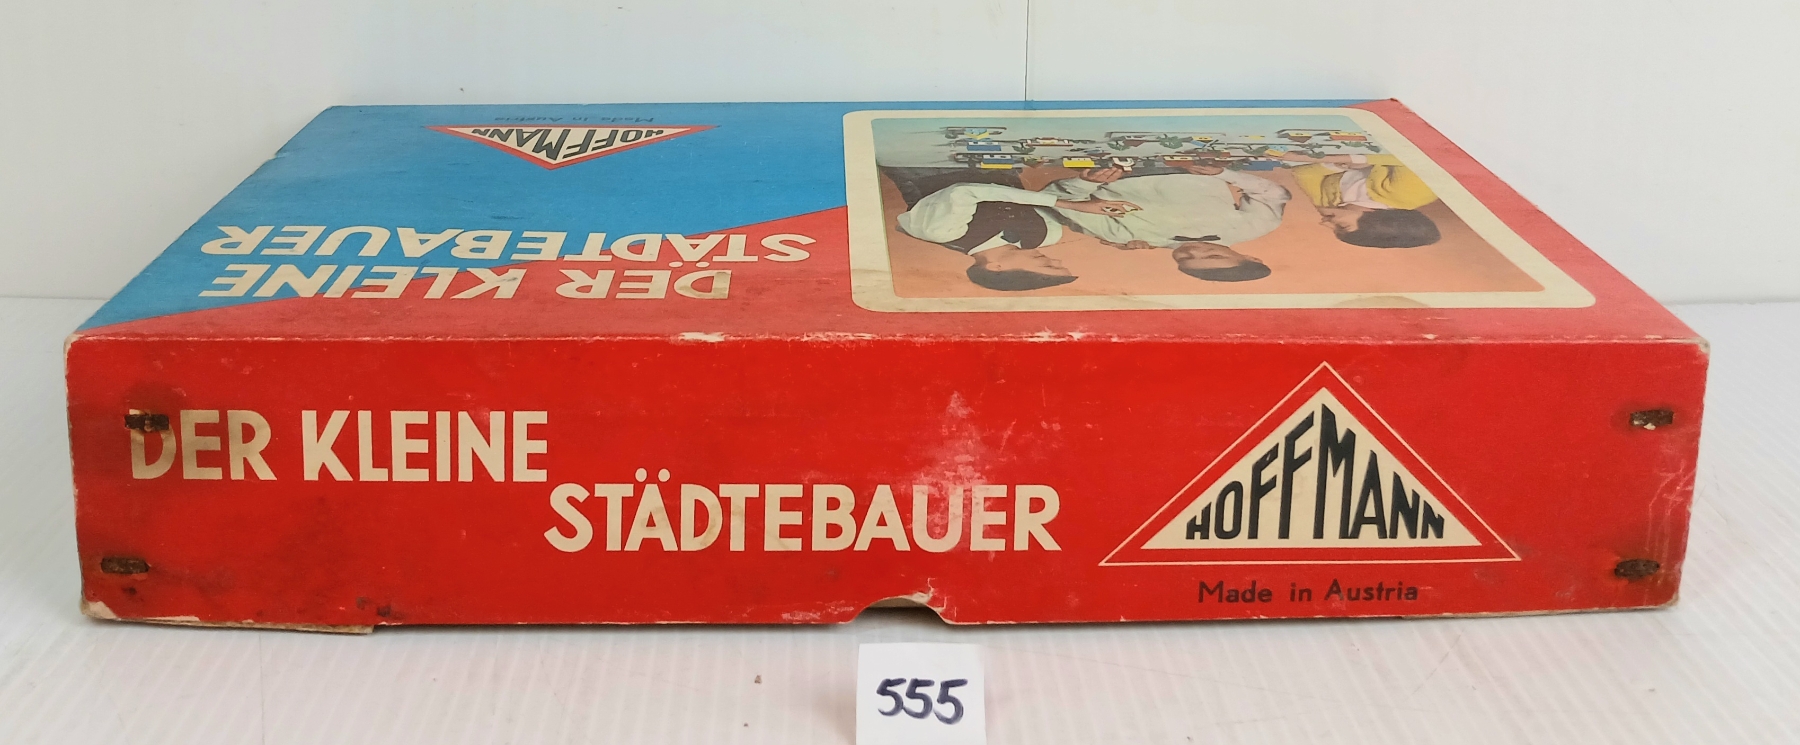 Made in Austria
HOFFMANN
STÄDTEBAUER
DER KLEINE
DER KLEINE
STÄDTEBAUER
HOFFMANN
Made in Austria
555